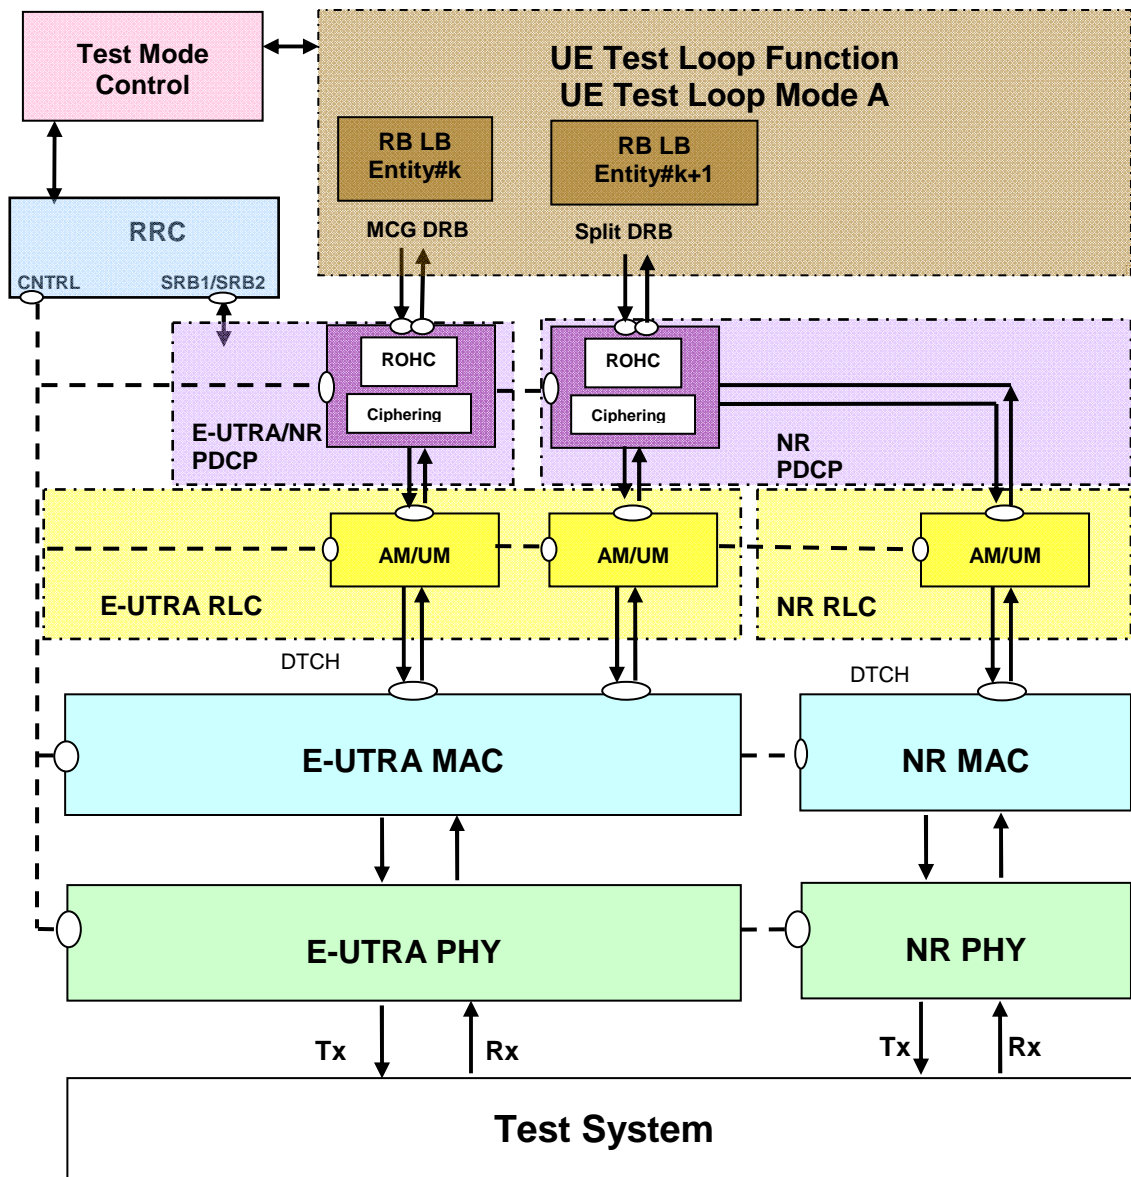 Test Mode
Control
UE Test Loop Function
UE Test Loop Mode A
RB LB
Entity#k
RB LB
Entity#k+1
MCG DRB
Split DRB
RRC
CNTRL
SRB1/SRB2
ROHC
Ciphering
E-UTRA/NR
PDCP
ROHC
Ciphering
NR
PDCP
AM/UM
AM/UM
AM/UM
E-UTRA RLC
NR RLC
DTCH
DTCH
E-UTRA MAC
NR MAC
E-UTRA PHY
NR PHY
Tx
Rx
Tx
Rx
Test System